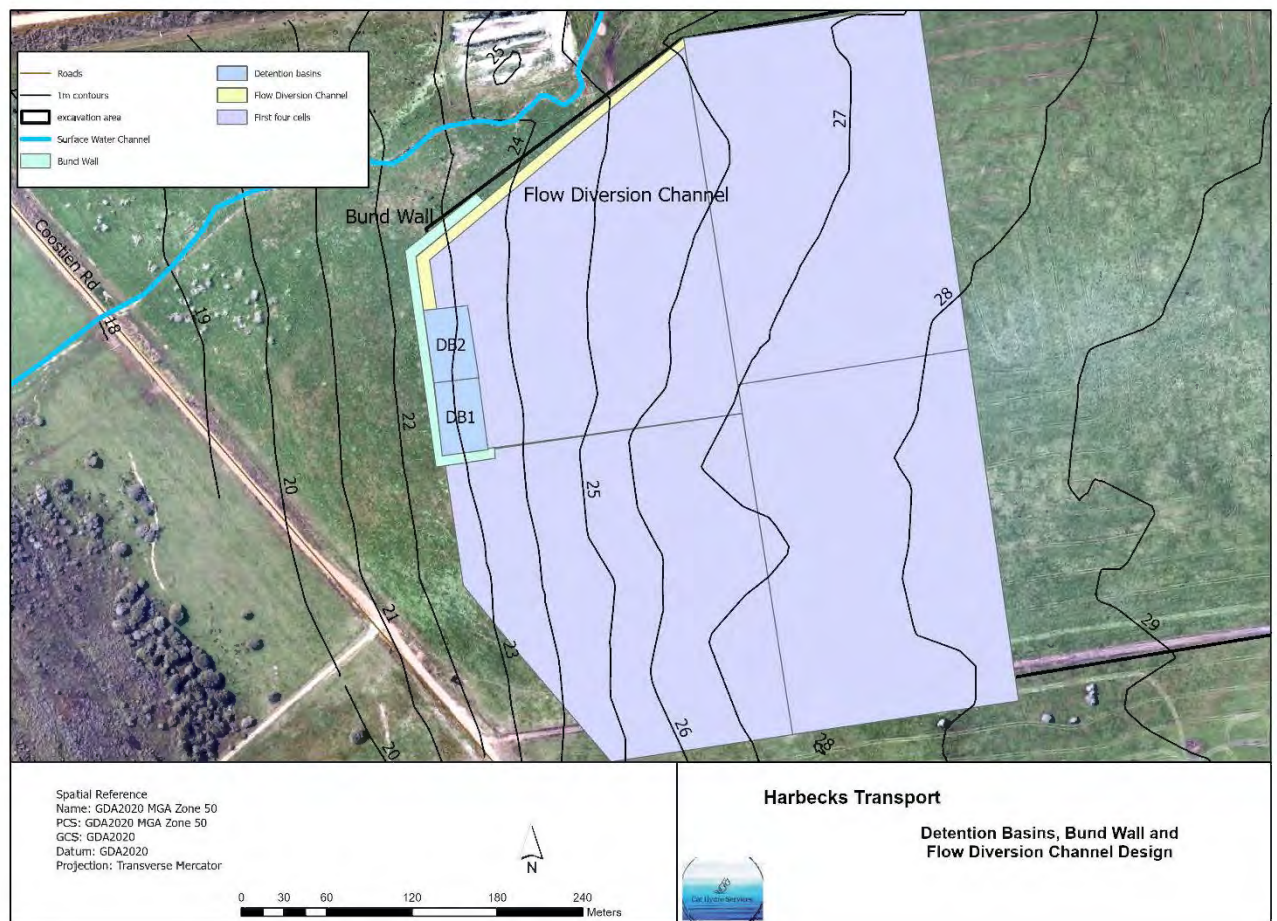 Roads
1m contours
excavation area
Surface Water Channel
Bund Wall
Detention basins
Flow Diversion Channel
First four cells
25
24
27
Flow Diversion Channel
Bund Wall
Coostien Rd
18
19
28
DB2
DB1
22
20
25
21
23
29
26
28
20
Spatial Reference
Name: GDA2020 MGA Zone 50
PCS: GDA2020 MGA Zone 50
GCS: GDA2020
Datum: GDA2020
Projection: Transverse Mercator
N
0 30 60 120 180 240
Meters
Harbecks Transport
Detention Basins, Bund Wall and
Flow Diversion Channel Design